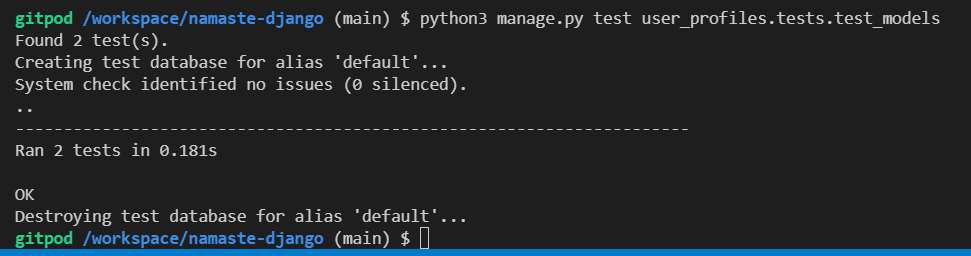 gitpod /workspace/namaste-django (main) $ python3 manage.py test user_profiles.tests.test_models
Found 2 test(s).
Creating test database for alias 'default'...
System check identified no issues (0 silenced).
..
----------------------------------------------------------------------
Ran 2 tests in 0.181s

OK
Destroying test database for alias 'default'...
gitpod /workspace/namaste-django (main) $